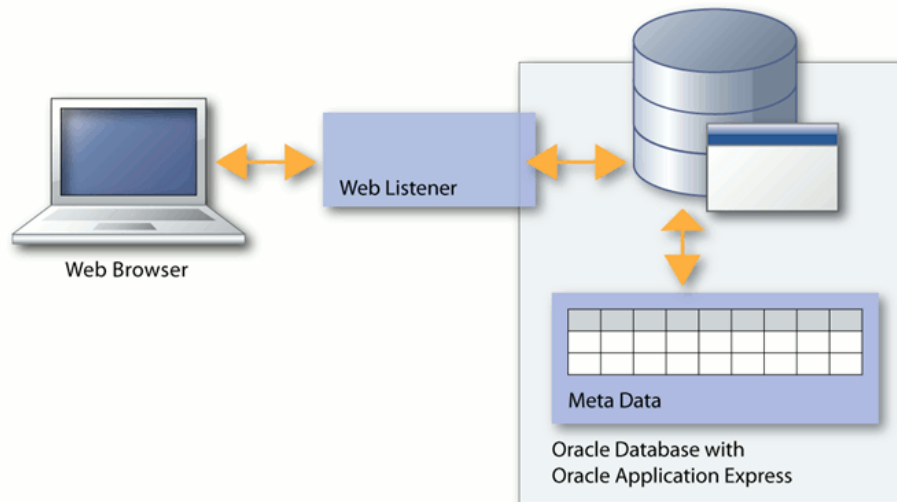 Web Browser
Web Listener
Meta Data
Oracle Database with
Oracle Application Express